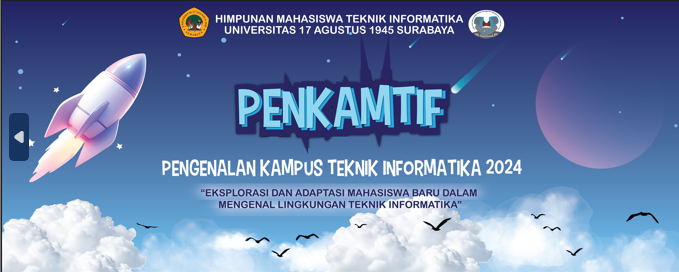 HIMPUNAN MAHASISWA TEKNIK INFORMATIKA
UNIVERSITAS 17 AGUSTUS 1945 SURABAYA
PENKAMTIF
PENGENALAN KAMPUS TEKNIK INFORMATIKA 2024
"EKSPLORASI DAN ADAPTASI MAHASISWA BARU DALAM
MENGENAL LINGKUNGAN TEKNIK INFORMATIKA"